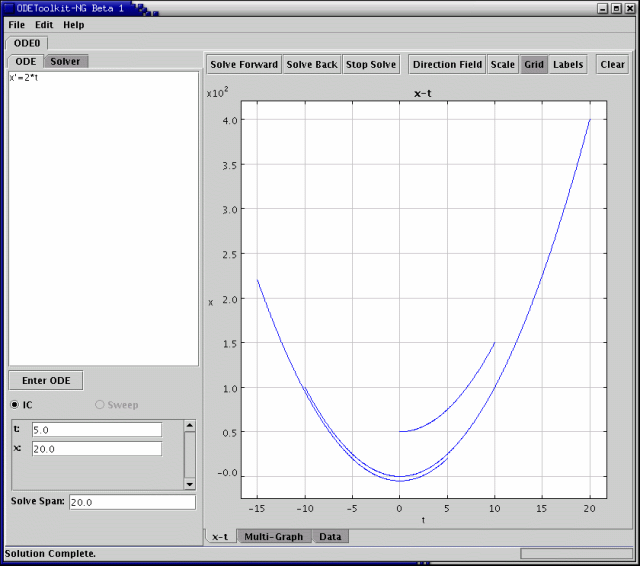 ODEToolkit-NG Beta 1
File Edit Help
ODE0
ODE Solver
x'=2*t
Enter ODE
IC Sweep
t: 5.0
x: 20.0
Solve Span: 20.0
Solve Forward Solve Back Stop Solve Direction Field Scale Grid Labels Clear
x10²
x-t
4.0
3.5
3.0
2.5
x 2.0
1.5
1.0
0.5
-0.0
-15 -10 -5 0 5 10 15 20
t
x-t Multi-Graph Data
Solution Complete.